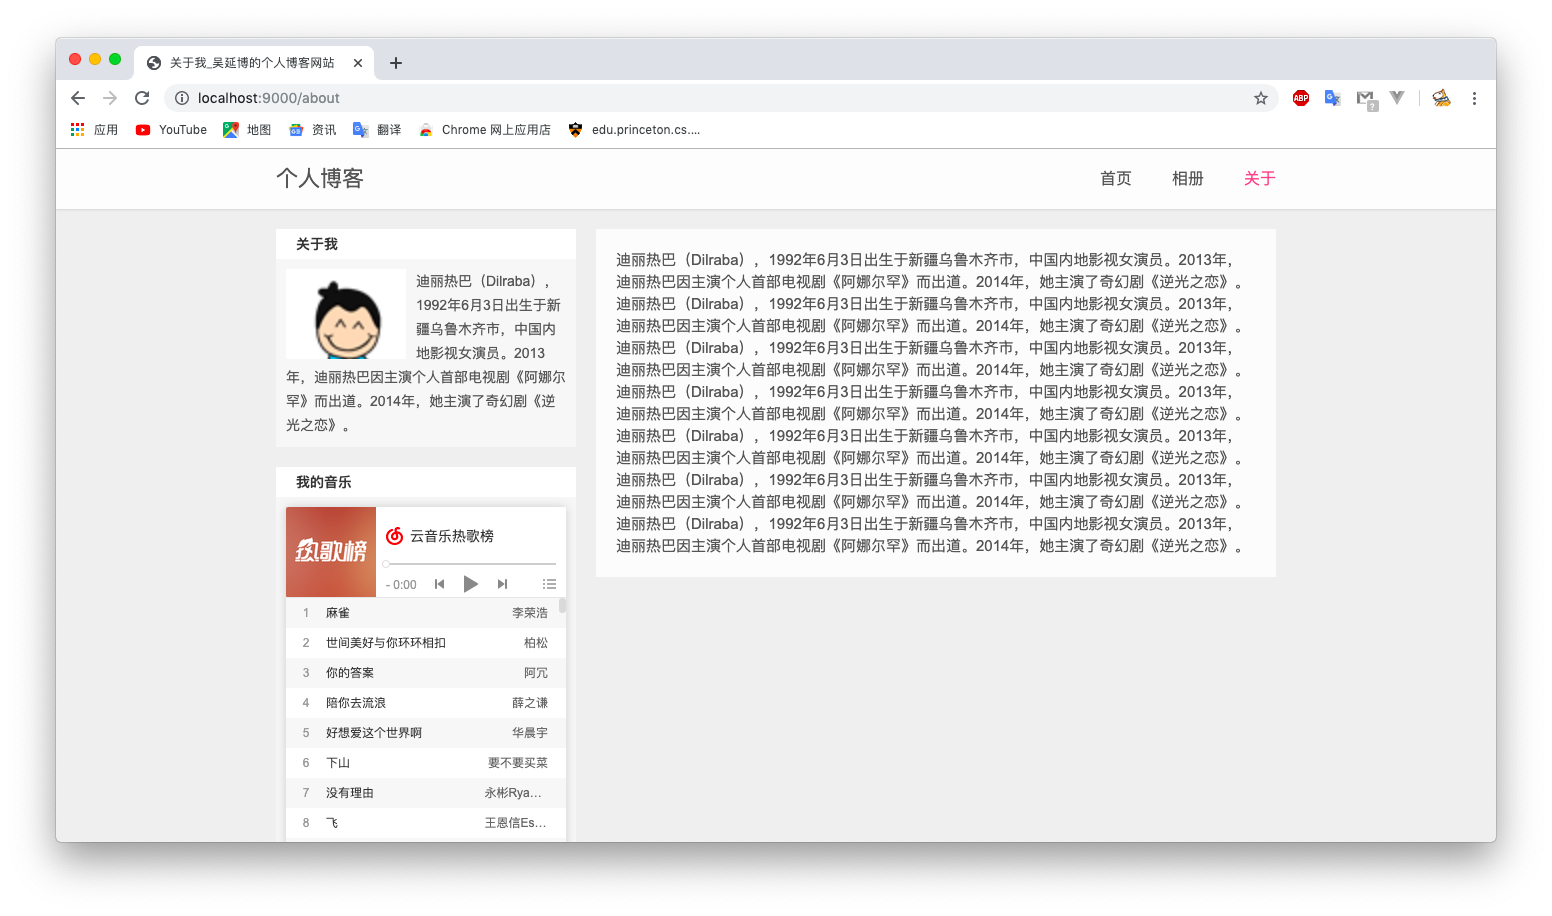 关于我_吴延博的个人博客网站
localhost:9000/about
ABP
应用 YouTube 地图 资讯 翻译 Chrome 网上应用店 edu.princeton.cs....
个人博客
首页 相册 关于
关于我
迪丽热巴（Dilraba），
1992年6月3日出生于新
疆乌鲁木齐市，中国内
地影视女演员。2013
年，迪丽热巴因主演个人首部电视剧《阿娜尔
罕》而出道。2014年，她主演了奇幻剧《逆
光之恋》。
我的音乐
热歌榜
云音乐热歌榜
- 0:00
1 麻雀 李荣浩
2 世间美好与你环环相扣 柏松
3 你的答案 阿冗
4 陪你去流浪 薛之谦
5 好想爱这个世界啊 华晨宇
6 下山 要不要买菜
7 没有理由 永彬Rya...
8 飞 王恩信Es...
迪丽热巴（Dilraba），1992年6月3日出生于新疆乌鲁木齐市，中国内地影视女演员。2013年，
迪丽热巴因主演个人首部电视剧《阿娜尔罕》而出道。2014年，她主演了奇幻剧《逆光之恋》。
迪丽热巴（Dilraba），1992年6月3日出生于新疆乌鲁木齐市，中国内地影视女演员。2013年，
迪丽热巴因主演个人首部电视剧《阿娜尔罕》而出道。2014年，她主演了奇幻剧《逆光之恋》。
迪丽热巴（Dilraba），1992年6月3日出生于新疆乌鲁木齐市，中国内地影视女演员。2013年，
迪丽热巴因主演个人首部电视剧《阿娜尔罕》而出道。2014年，她主演了奇幻剧《逆光之恋》。
迪丽热巴（Dilraba），1992年6月3日出生于新疆乌鲁木齐市，中国内地影视女演员。2013年，
迪丽热巴因主演个人首部电视剧《阿娜尔罕》而出道。2014年，她主演了奇幻剧《逆光之恋》。
迪丽热巴（Dilraba），1992年6月3日出生于新疆乌鲁木齐市，中国内地影视女演员。2013年，
迪丽热巴因主演个人首部电视剧《阿娜尔罕》而出道。2014年，她主演了奇幻剧《逆光之恋》。
迪丽热巴（Dilraba），1992年6月3日出生于新疆乌鲁木齐市，中国内地影视女演员。2013年，
迪丽热巴因主演个人首部电视剧《阿娜尔罕》而出道。2014年，她主演了奇幻剧《逆光之恋》。
迪丽热巴（Dilraba），1992年6月3日出生于新疆乌鲁木齐市，中国内地影视女演员。2013年，
迪丽热巴因主演个人首部电视剧《阿娜尔罕》而出道。2014年，她主演了奇幻剧《逆光之恋》。